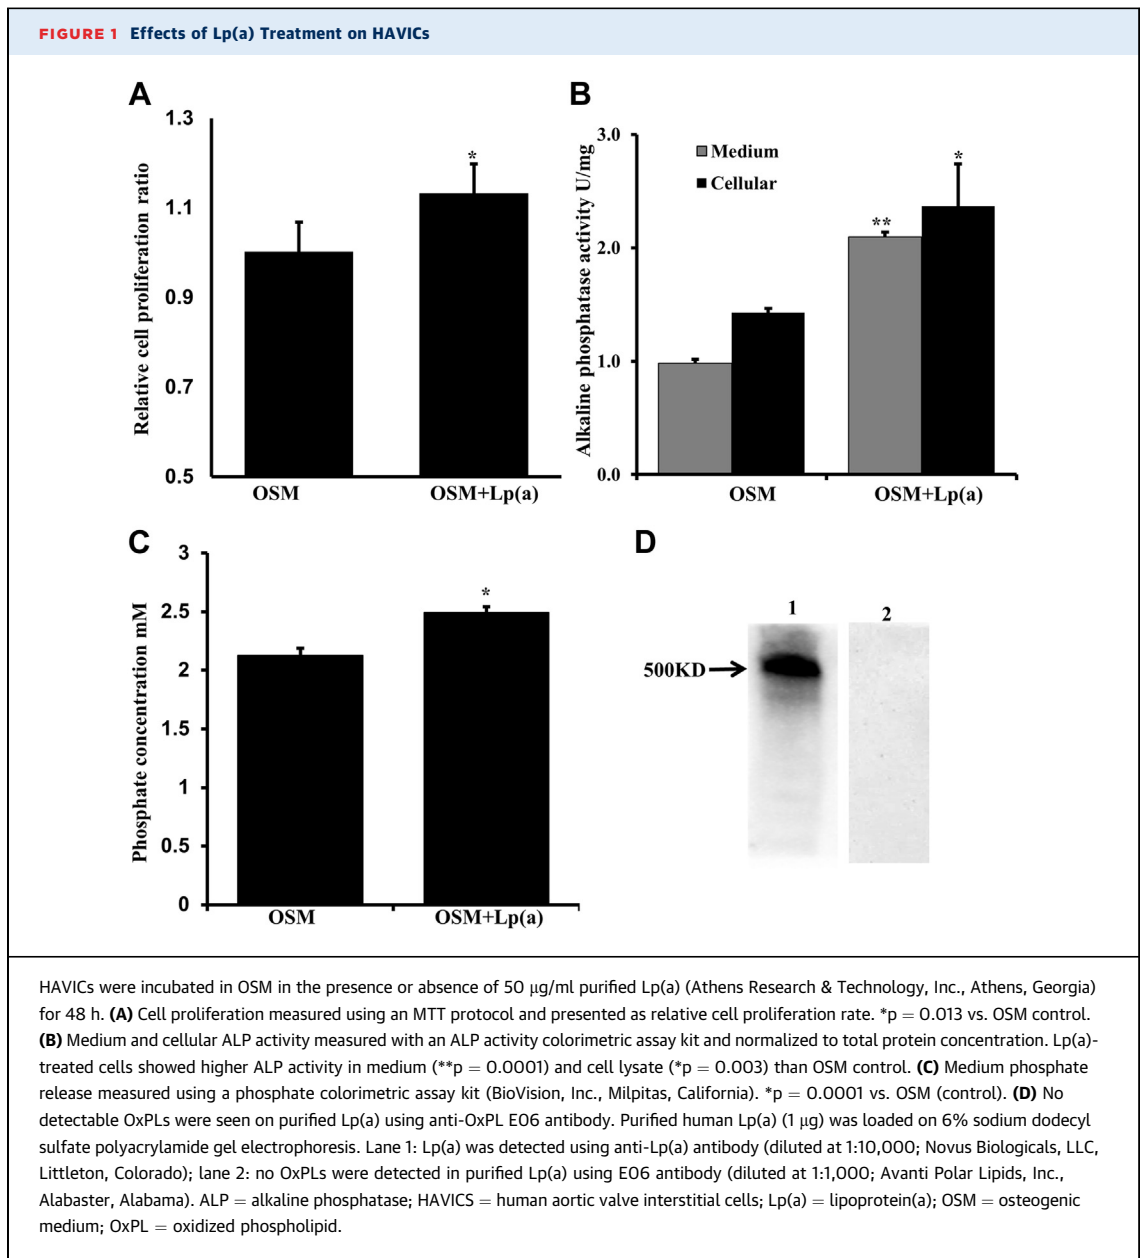 FIGURE 1 Effects of Lp(a) Treatment on HAVICs
A
1.3
1.1
0.9
0.7
0.5
Relative cell proliferation ratio
*
OSM
OSM+Lp(a)
B
3.0
2.0
1.0
0.0
Alkaline phosphatase activity U/mg
Medium
Cellular
**
*
OSM
OSM+Lp(a)
C
3
2.5
2
1.5
1
0.5
0
Phosphate concentration mM
*
OSM
OSM+Lp(a)
D
1
2
500KD
HAVICs were incubated in OSM in the presence or absence of 50 μg/ml purified Lp(a) (Athens Research & Technology, Inc., Athens, Georgia)
for 48 h. (A) Cell proliferation measured using an MTT protocol and presented as relative cell proliferation rate. *p = 0.013 vs. OSM control.
(B) Medium and cellular ALP activity measured with an ALP activity colorimetric assay kit and normalized to total protein concentration. Lp(a)-
treated cells showed higher ALP activity in medium (**p = 0.0001) and cell lysate (*p = 0.003) than OSM control. (C) Medium phosphate
release measured using a phosphate colorimetric assay kit (BioVision, Inc., Milpitas, California). *p = 0.0001 vs. OSM (control). (D) No
detectable OxPLs were seen on purified Lp(a) using anti-OxPL E06 antibody. Purified human Lp(a) (1 μg) was loaded on 6% sodium dodecyl
sulfate polyacrylamide gel electrophoresis. Lane 1: Lp(a) was detected using anti-Lp(a) antibody (diluted at 1:10,000; Novus Biologicals, LLC,
Littleton, Colorado); lane 2: no OxPLs were detected in purified Lp(a) using E06 antibody (diluted at 1:1,000; Avanti Polar Lipids, Inc.,
Alabaster, Alabama). ALP = alkaline phosphatase; HAVICS = human aortic valve interstitial cells; Lp(a) = lipoprotein(a); OSM = osteogenic
medium; OxPL = oxidized phospholipid.